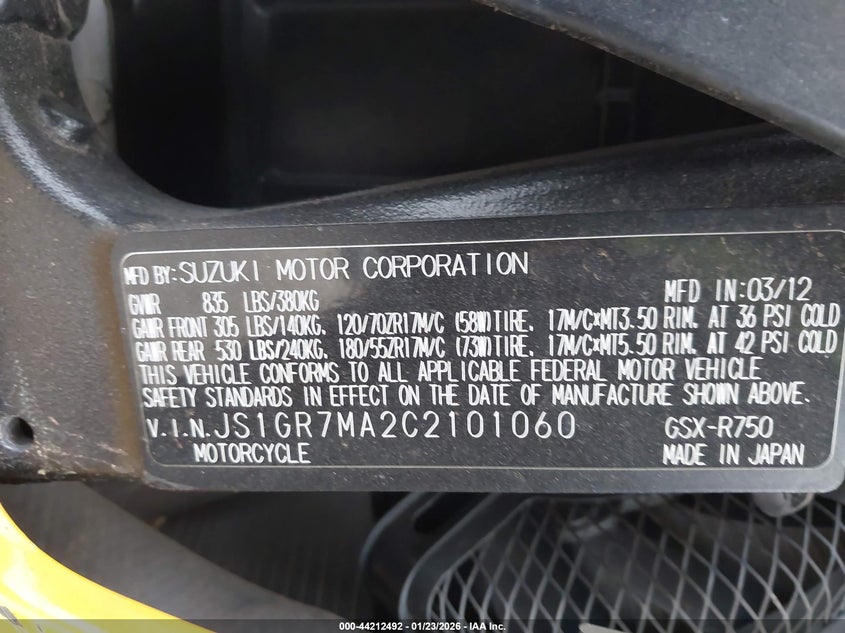 MFD BY:SUZUKI MOTOR CORPORATION
GVWR 835 LBS/380KG MFD IN:03/12
GAWR FRONT 305 LBS/140KG. 120/70ZR17M/C (58W)TIRE. 17M/C×MT3.50 RIM. AT 36 PSI COLD
GAWR REAR 530 LBS/240KG. 180/55ZR17M/C (73W)TIRE. 17M/C×MT5.50 RIM. AT 42 PSI COLD
THIS VEHICLE CONFORMS TO ALL APPLICABLE FEDERAL MOTOR VEHICLE
SAFETY STANDARDS IN EFFECT ON THE DATE OF MANUFACTURE SHOWN ABOVE.
V.I.N.JS1GR7MA2C2101060 GSX-R750
MOTORCYCLE MADE IN JAPAN
000-44212492 - 01/23/2026 - IAA, Inc.